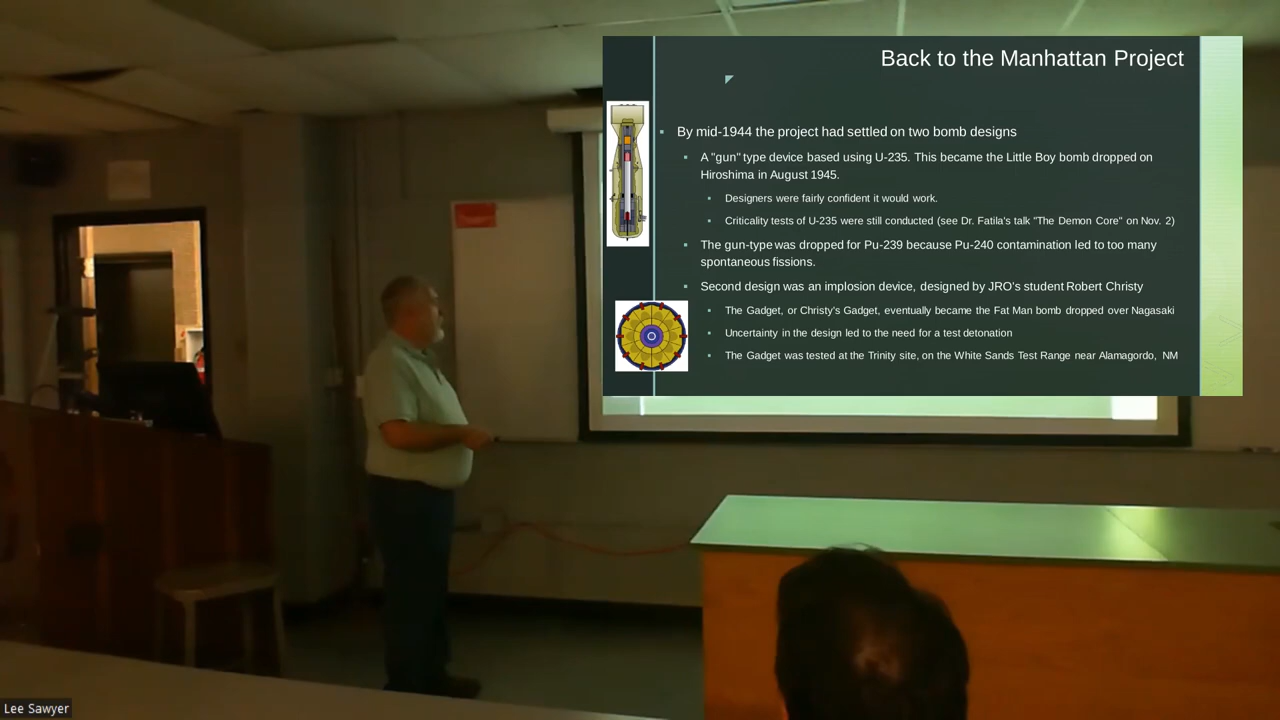 Back to the Manhattan Project
▪ By mid-1944 the project had settled on two bomb designs
▪ A "gun" type device based using U-235. This became the Little Boy bomb dropped on
Hiroshima in August 1945.
▪ Designers were fairly confident it would work.
▪ Criticality tests of U-235 were still conducted (see Dr. Fatila's talk "The Demon Core" on Nov. 2)
▪ The gun-type was dropped for Pu-239 because Pu-240 contamination led to too many
spontaneous fissions.
▪ Second design was an implosion device, designed by JRO's student Robert Christy
▪ The Gadget, or Christy's Gadget, eventually became the Fat Man bomb dropped over Nagasaki
▪ Uncertainty in the design led to the need for a test detonation
▪ The Gadget was tested at the Trinity site, on the White Sands Test Range near Alamagordo, NM
Lee Sawyer